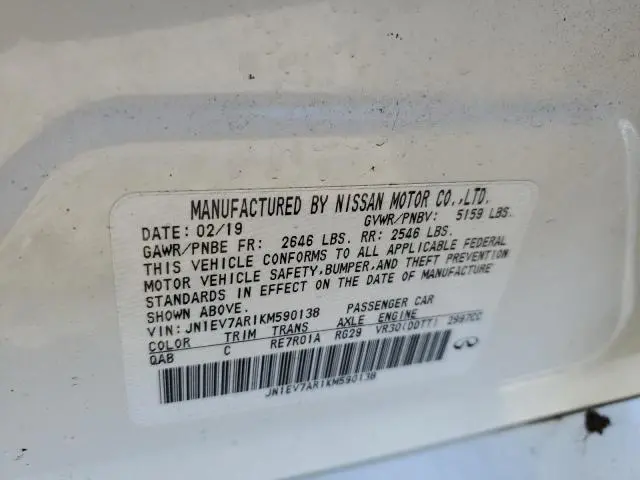 MANUFACTURED BY NISSAN MOTOR CO.,LTD.
DATE: 02/19 GVWR/PNBV: 5159 LBS.
GAWR/PNBE FR: 2646 LBS. RR: 2546 LBS.
THIS VEHICLE CONFORMS TO ALL APPLICABLE FEDERAL
MOTOR VEHICLE SAFETY,BUMPER,AND THEFT PREVENTION
STANDARDS IN EFFECT ON THE DATE OF MANUFACTURE
SHOWN ABOVE.
VIN: JN1EV7AR1KM590138 PASSENGER CAR
COLOR TRIM TRANS AXLE ENGINE
QAB C RE7R01A RG29 VR30(DDTT) 2997CC
JN1EV7AR1KM590138